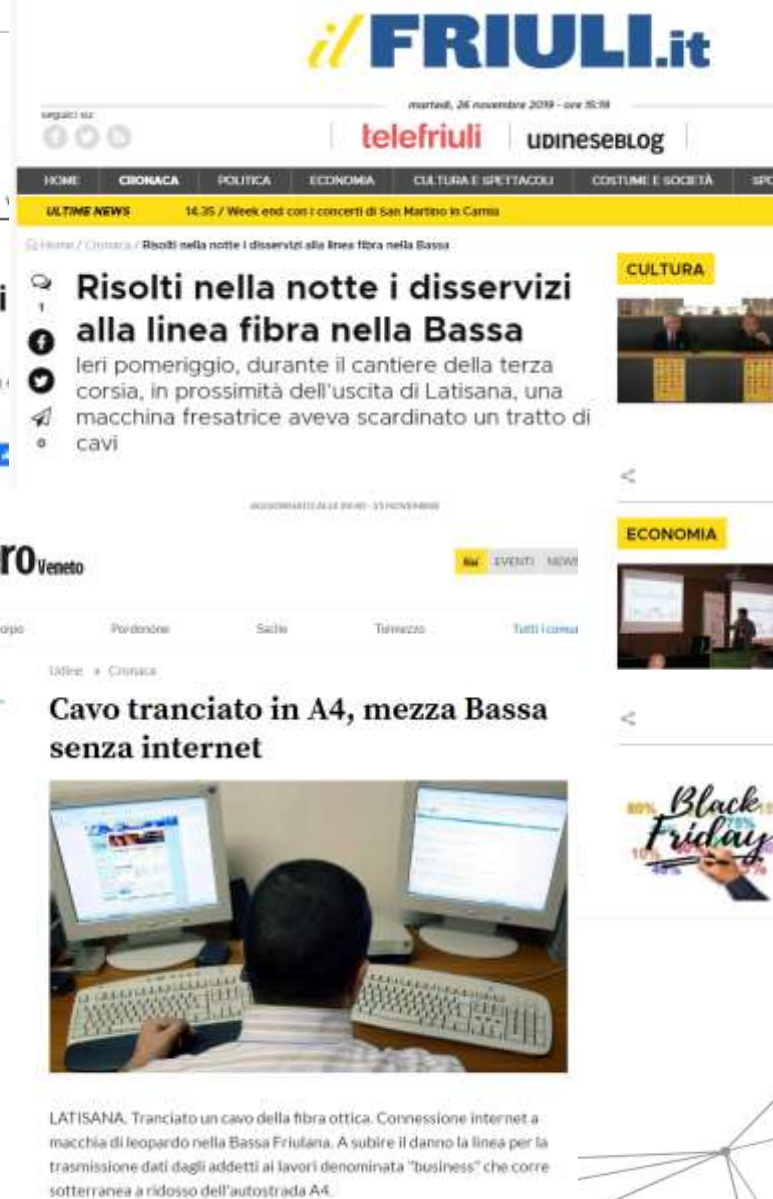 il FRIULI.it
martedì, 26 novembre 2019 - ore 15:19
seguici su:
telefriuli
UDINESEBLOG
HOME CRONACA POLITICA ECONOMIA CULTURA E SPETTACOLI COSTUME E SOCIETÀ SPO
ULTIME NEWS 14.35 / Week end con i concerti di San Martino in Carnia
Home / Cronaca / Risolti nella notte i disservizi alla linea fibra nella Bassa
Risolti nella notte i disservizi
alla linea fibra nella Bassa
1
Ieri pomeriggio, durante il cantiere della terza
corsia, in prossimità dell'uscita di Latisana, una
macchina fresatrice aveva scardinato un tratto di
cavi
0
CULTURA
ECONOMIA
Black
Friday
ro Veneto
EVENTI NEWS
Pordenone Sacile Tolmezzo Tutti i comu
Udine » Cronaca
Cavo tranciato in A4, mezza Bassa
senza internet
LATISANA. Tranciato un cavo della fibra ottica. Connessione internet a
macchia di leopardo nella Bassa Friulana. A subire il danno la linea per la
trasmissione dati dagli addetti ai lavori denominata "business" che corre
sotterranea a ridosso dell'autostrada A4.